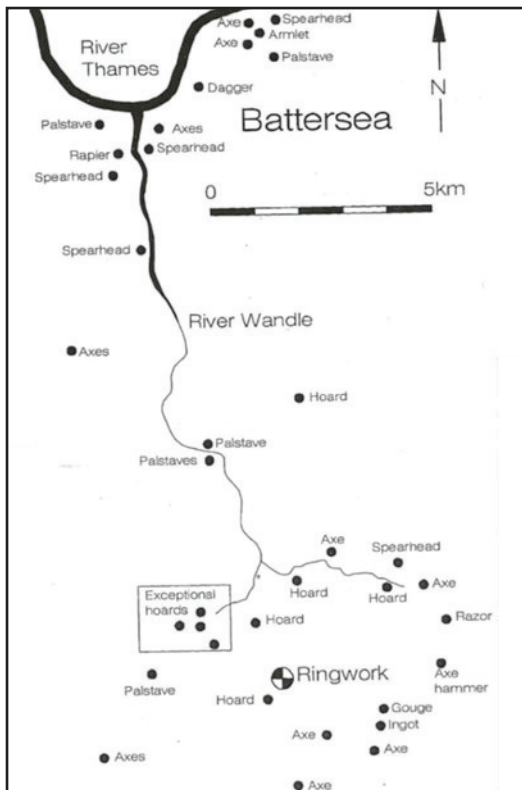 River
Thames
Axe
Spearhead
Armlet
Axe
Palstave
Dagger
N
Battersea
Palstave
Axes
Spearhead
Rapier
Spearhead
0
5km
Spearhead
River Wandle
Axes
Hoard
Palstave
Palstaves
Axe
Spearhead
Hoard
Hoard
Axe
Exceptional
hoards
Hoard
Razor
Ringwork
Axe
hammer
Palstave
Hoard
Gouge
Ingot
Axe
Axe
Axes
Axe